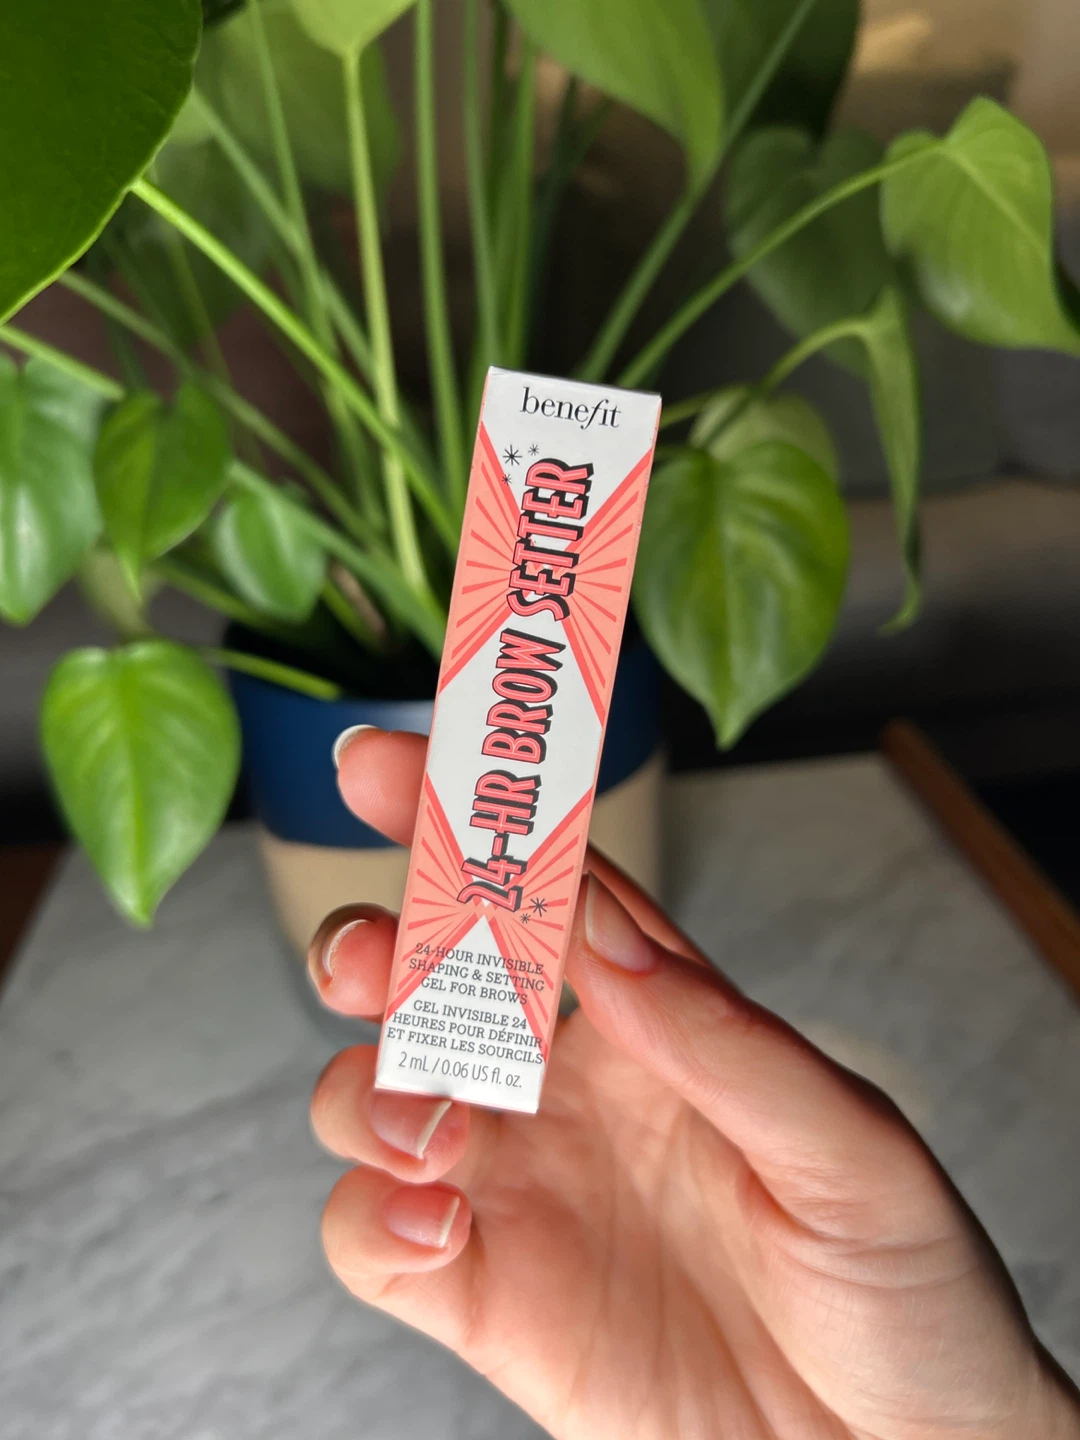 benefit
24-HR BROW SETTER
24-HOUR INVISIBLE
SHAPING & SETTING
GEL FOR BROWS
GEL INVISIBLE 24
HEURES POUR DÉFINIR
ET FIXER LES SOURCILS
2 mL / 0.06 US fl. oz.